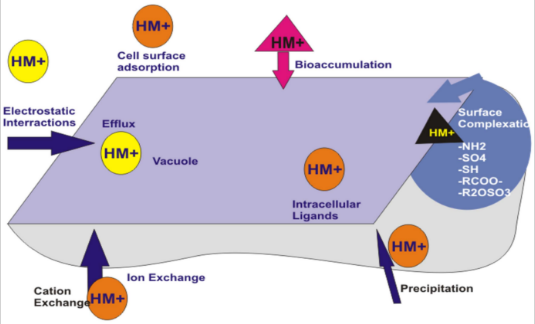 HM+
HM+
Cell surface
adsorption
HM+
Bioaccumulation
Electrostatic
Interractions
Efflux
HM+
Vacuole
HM+
Intracellular
Ligands
Surface
Complexatio
HM+
-NH2
-SO4
-SH
-RCOO-
-R2OSO3
HM+
Precipitation
Ion Exchange
Cation
Exchange
HM+